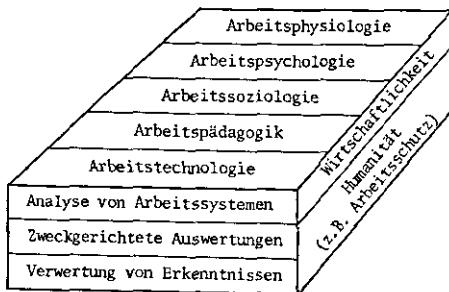 Arbeitsphysiologie
Arbeitspsychologie
Arbeitssoziologie
Arbeitspädagogik
Arbeitstechnologie
Analyse von Arbeitssystemen
Zweckgerichtete Auswertungen
Verwertung von Erkenntnissen
Wirtschaftlichkeit
Humanität
(z.B. Arbeitsschutz)